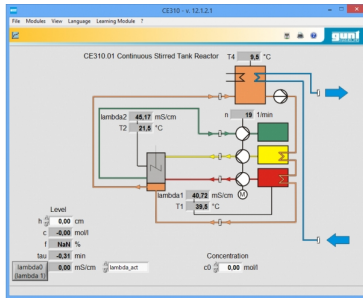 CE310 - v. 12.1.2.1
File Modules View Language Learning Module ?
gunt
CE310.01 Continuous Stirred Tank Reactor T4 9,5 °C
lambda2 45,17 mS/cm n 19 1/min
T2 21,5 °C
lambda1 40,72 mS/cm
T1 39,5 °C
M
Level
h 0,00 cm
c -0,00 mol/l
f NaN % Concentration
tau -0,31 min c0 0,00 mol/l
lambda0 0,00 mS/cm lambda_act
(lambda 1)